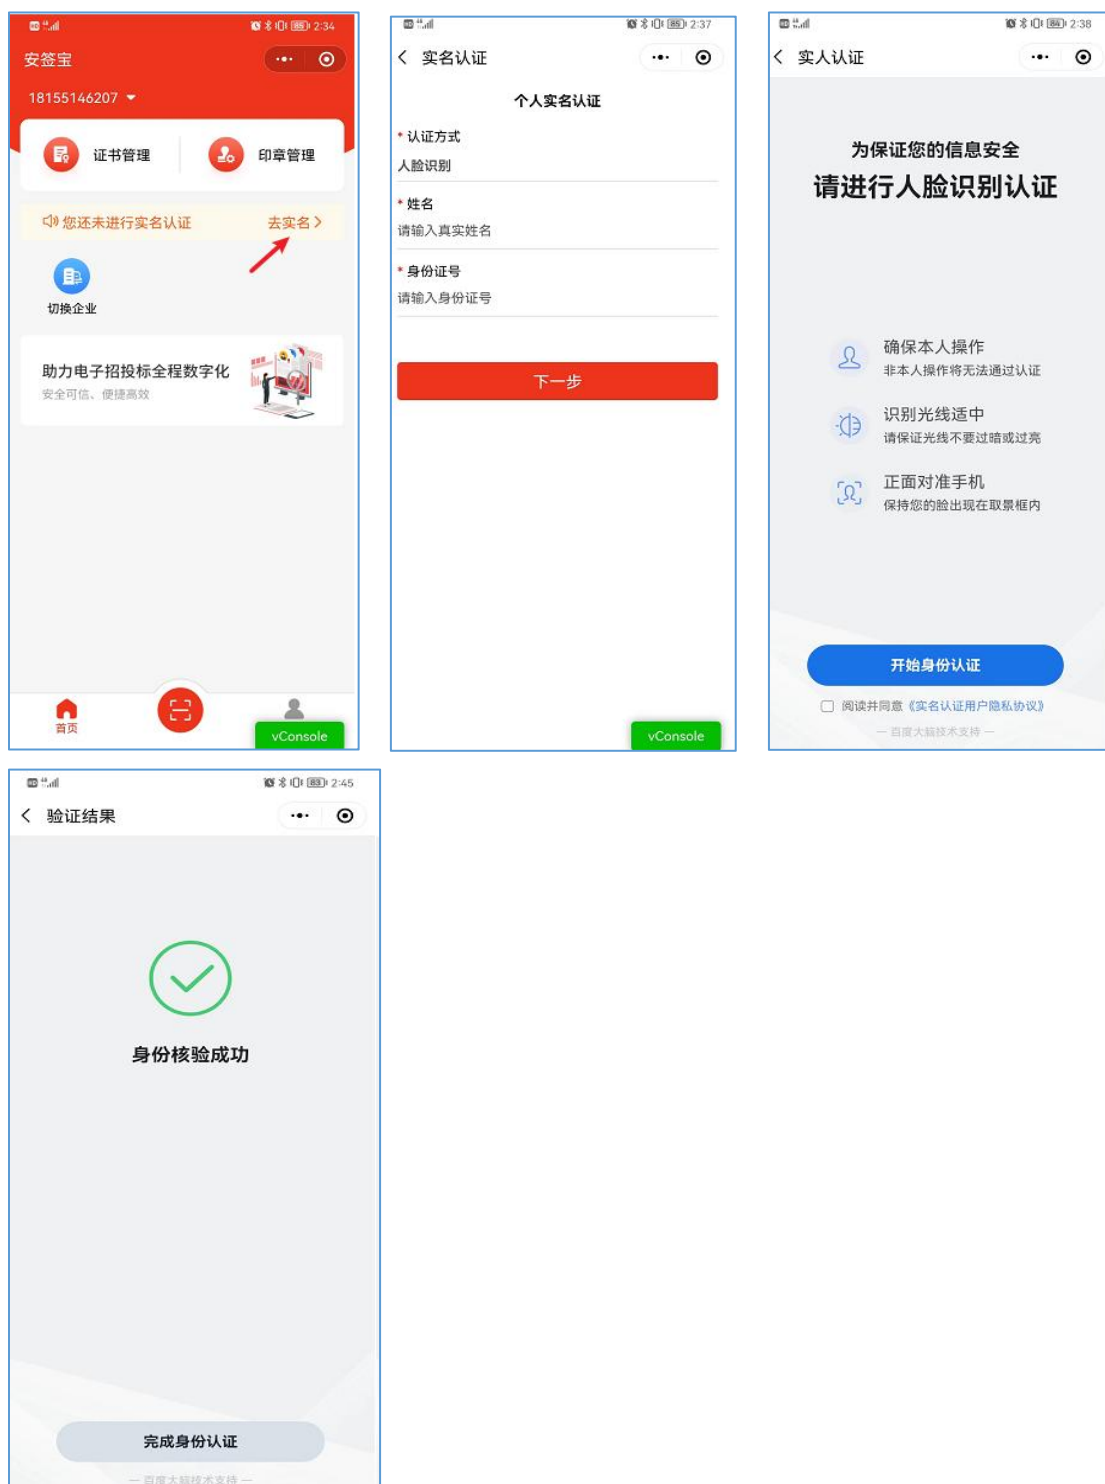 2:34
安签宝
18155146207
证书管理
印章管理
您还未进行实名认证
去实名
切换企业
助力电子招投标全程数字化
安全可信、便捷高效
首页
vConsole
2:37
实名认证
个人实名认证
* 认证方式
人脸识别
* 姓名
请输入真实姓名
* 身份证号
请输入身份证号
下一步
vConsole
2:38
实人认证
为保证您的信息安全
请进行人脸识别认证
确保本人操作
非本人操作将无法通过认证
识别光线适中
请保证光线不要过暗或过亮
正面对准手机
保持您的脸出现在取景框内
开始身份认证
阅读并同意《实名认证用户隐私协议》
— 百度大脑技术支持 —
2:45
验证结果
身份核验成功
完成身份认证
— 百度大脑技术支持 —